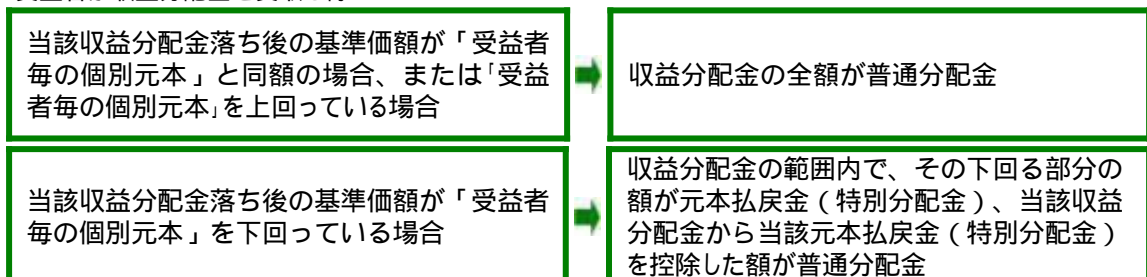 当該収益分配金落ち後の基準価額が「受益者
毎の個別元本」と同額の場合、または「受益
者毎の個別元本」を上回っている場合
収益分配金の全額が普通分配金
当該収益分配金落ち後の基準価額が「受益者
毎の個別元本」を下回っている場合
収益分配金の範囲内で、その下回る部分の
額が元本払戻金(特別分配金)、当該収益
分配金から当該元本払戻金(特別分配金)
を控除した額が普通分配金